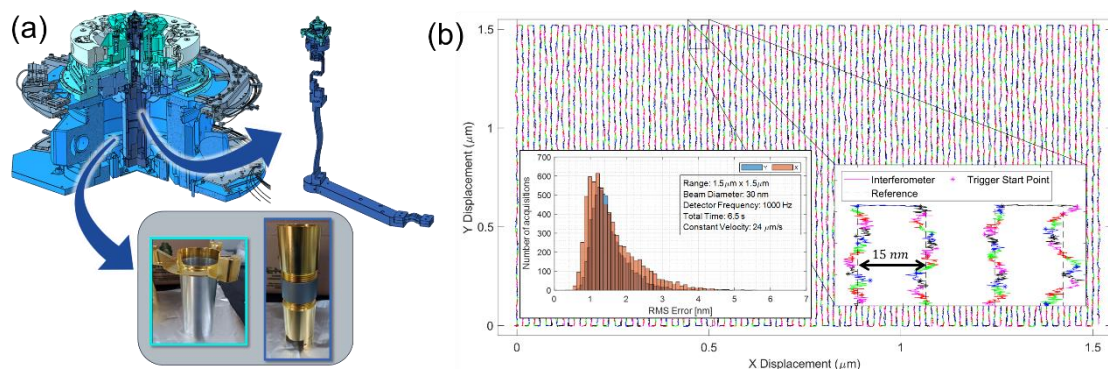 (a)
(b)
1.5
1
0.5
0
Y Displacement (μm)
0
0.5
1
1.5
X Displacement (μm)
700
600
500
400
300
200
100
0
Number of acquisitions
0
1
2
3
4
5
6
7
RMS Error [nm]
Y
X
Range: 1.5μm x 1.5μm
Beam Diameter: 30 nm
Detector Frequency: 1000 Hz
Total Time: 6.5 s
Constant Velocity: 24 μm/s
Interferometer
Trigger Start Point
Reference
15 nm